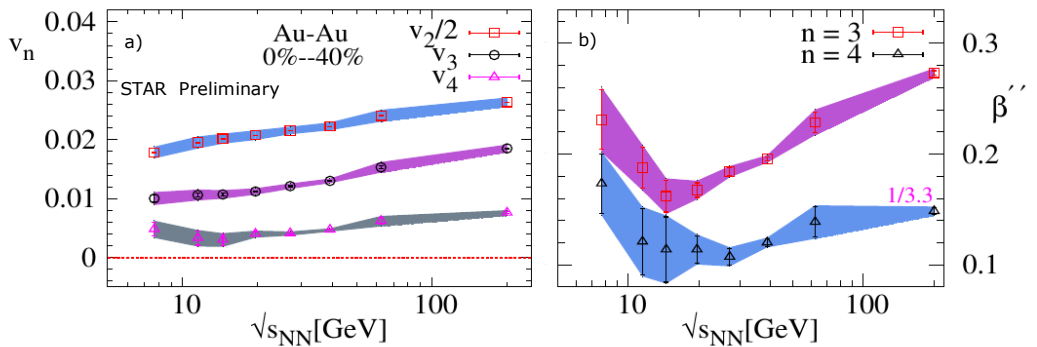 0.04
0.03
0.02
0.01
0
v_n
a)
Au-Au
0%--40%
STAR Preliminary
v_2/2
v_3
v_4
10
100
√s_NN[GeV]
b)
n = 3
n = 4
1/3.3
0.3
0.2
0.1
β´´
10
100
√s_NN[GeV]